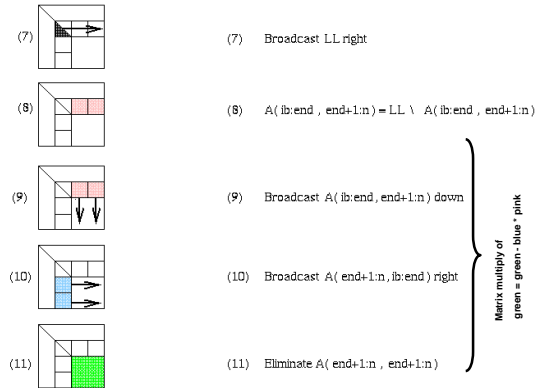 (7) (7) Broadcast LL right
(8) (8) A( ib:end , end+1:n ) = LL \ A( ib:end , end+1:n )
(9) (9) Broadcast A( ib:end , end+1:n ) down
(10) (10) Broadcast A( end+1:n , ib:end ) right
(11) (11) Eliminate A( end+1:n , end+1:n )
Matrix multiply of
green = green - blue * pink